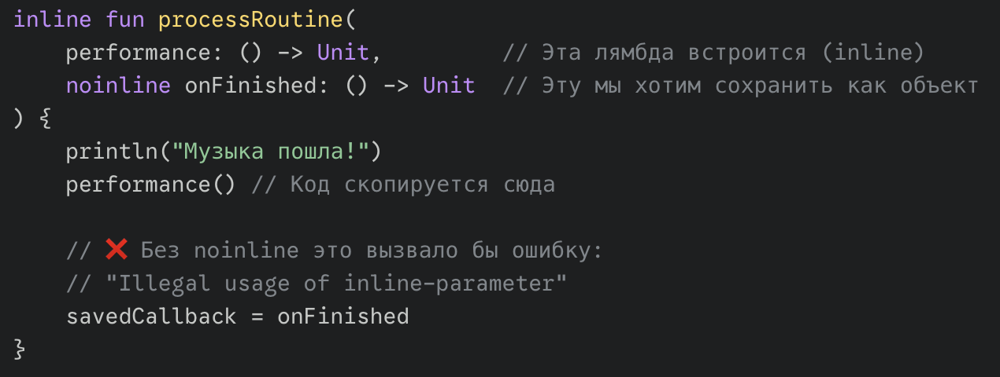 inline fun processRoutine(
    performance: () -> Unit,         // Эта лямбда встроится (inline)
    noinline onFinished: () -> Unit  // Эту мы хотим сохранить как объект
) {
    println("Музыка пошла!")
    performance() // Код скопируется сюда

    // ❌ Без noinline это вызвало бы ошибку:
    // "Illegal usage of inline-parameter"
    savedCallback = onFinished
}